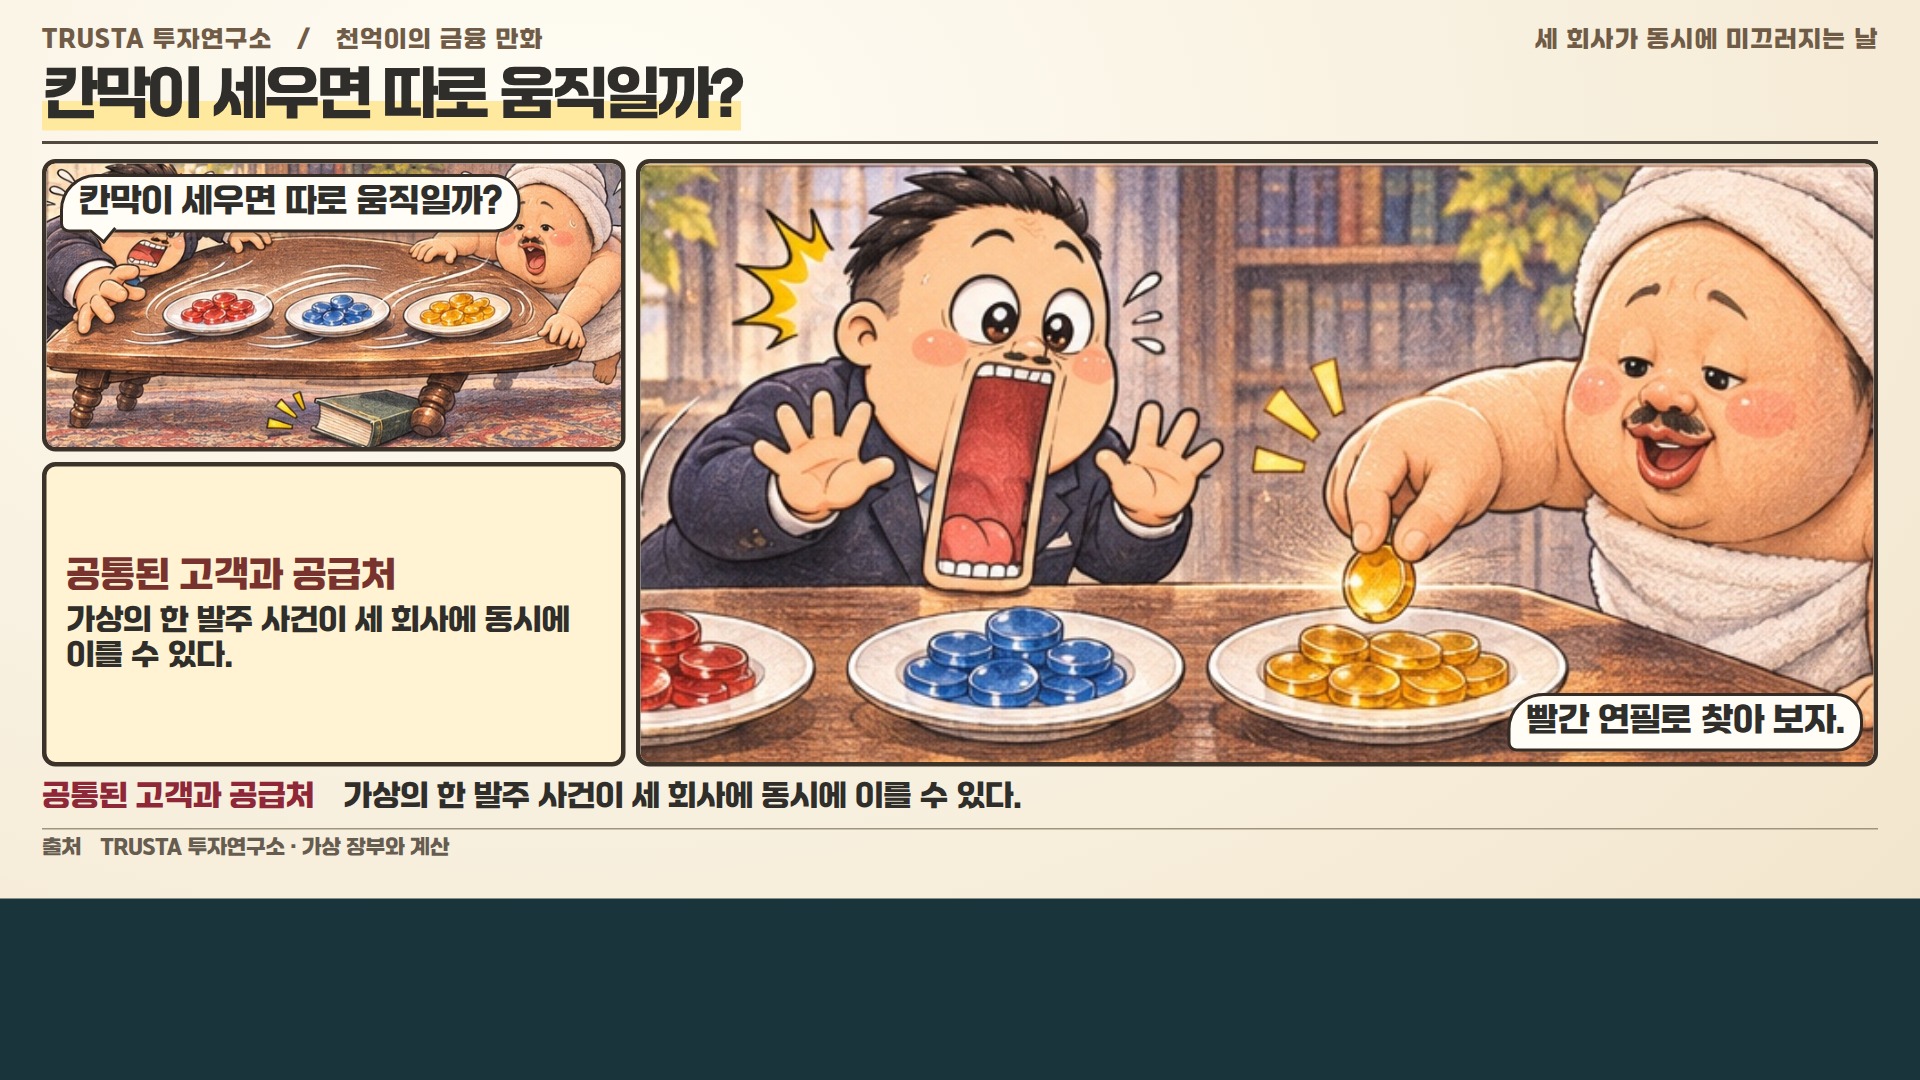 TRUSTA 투자연구소 / 천억이의 금융 만화
세 회사가 동시에 미끄러지는 날
칸막이 세우면 따로 움직일까?
칸막이 세우면 따로 움직일까?
공통된 고객과 공급처
가상의 한 발주 사건이 세 회사에 동시에
이를 수 있다.
빨간 연필로 찾아 보자.
공통된 고객과 공급처 가상의 한 발주 사건이 세 회사에 동시에 이를 수 있다.
출처 TRUSTA 투자연구소 · 가상 장부와 계산